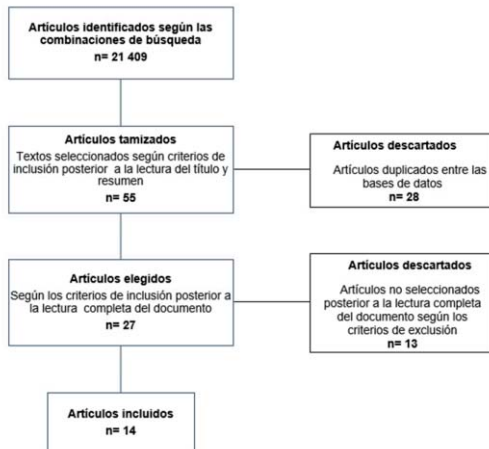 Artículos identificados según las
combinaciones de búsqueda
n= 21 409
Artículos tamizados
Textos seleccionados según criterios de
inclusión posterior a la lectura del título y
resumen
n= 55
Artículos descartados
Artículos duplicados entre las
bases de datos
n= 28
Artículos elegidos
Según los criterios de inclusión posterior a
la lectura completa del documento
n= 27
Artículos descartados
Artículos no seleccionados
posterior a la lectura completa
del documento según los
criterios de exclusión
n= 13
Artículos incluidos
n= 14